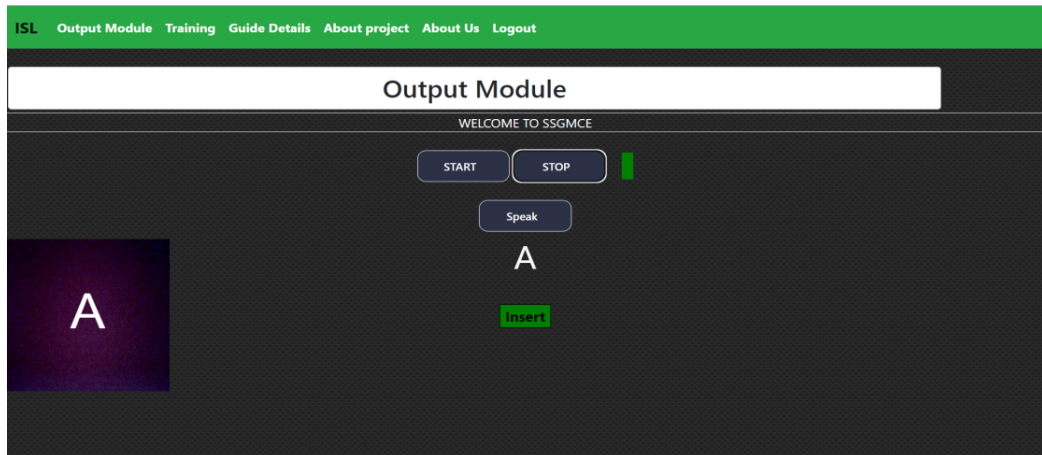 ISL Output Module Training Guide Details About project About Us Logout
Output Module
WELCOME TO SSGMCE
START STOP
Speak
A
A
Insert